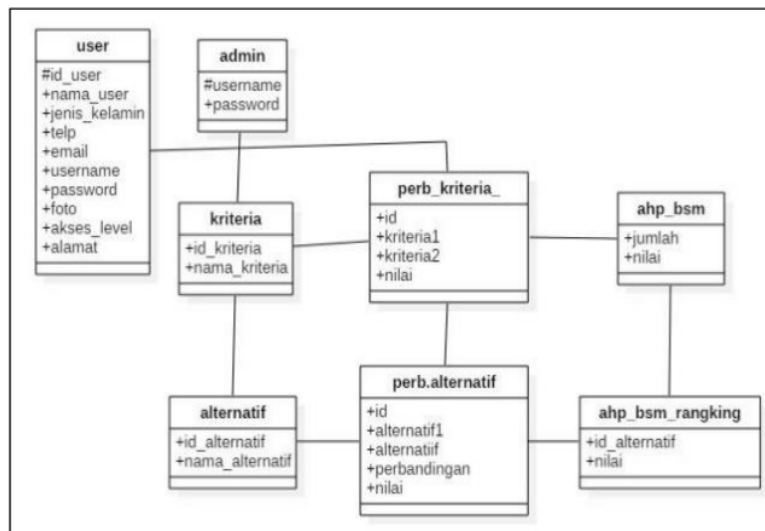 user
#id_user
+nama_user
+jenis_kelamin
+telp
+email
+username
+password
+foto
+akses_level
+alamat
admin
#username
+password
kriteria
+id_kriteria
+nama_kriteria
perb_kriteria_
+id
+kriteria1
+kriteria2
+nilai
ahp_bsm
+jumlah
+nilai
alternatif
+id_alternatif
+nama_alternatif
perb.alternatif
+id
+alternatif1
+alternatiif
+perbandingan
+nilai
ahp_bsm_rangking
+id_alternatif
+nilai